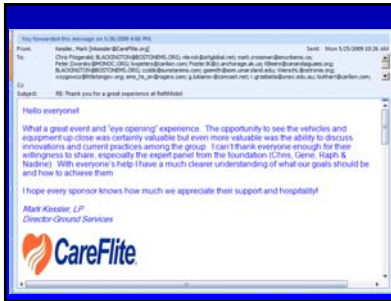 You forwarded this message on 5/26/2009 4:06 PM.
From: Kessler, Mark [mkessler@CareFlite.org] Sent: Mon 5/25/2009 10:26 AM
To: Chris Fitzgerald;
Cc:
Subject: RE: Thank you for a great experience at RettMobil
Hello everyone!
What a great event and "eye opening" experience. The opportunity to see the vehicles and
equipment up close was certainly valuable but even more valuable was the ability to discuss
innovations and current practices among the group. I can't thank everyone enough for their
willingness to share, especially the expert panel from the foundation (Chris, Gene, Raph &
Nadine). With everyone's help I have a much clearer understanding of what our goals should be
and how to achieve them
I hope every sponsor knows how much we appreciate their support and hospitality!
Mark Kessler, LP
Director-Ground Services
CareFlite